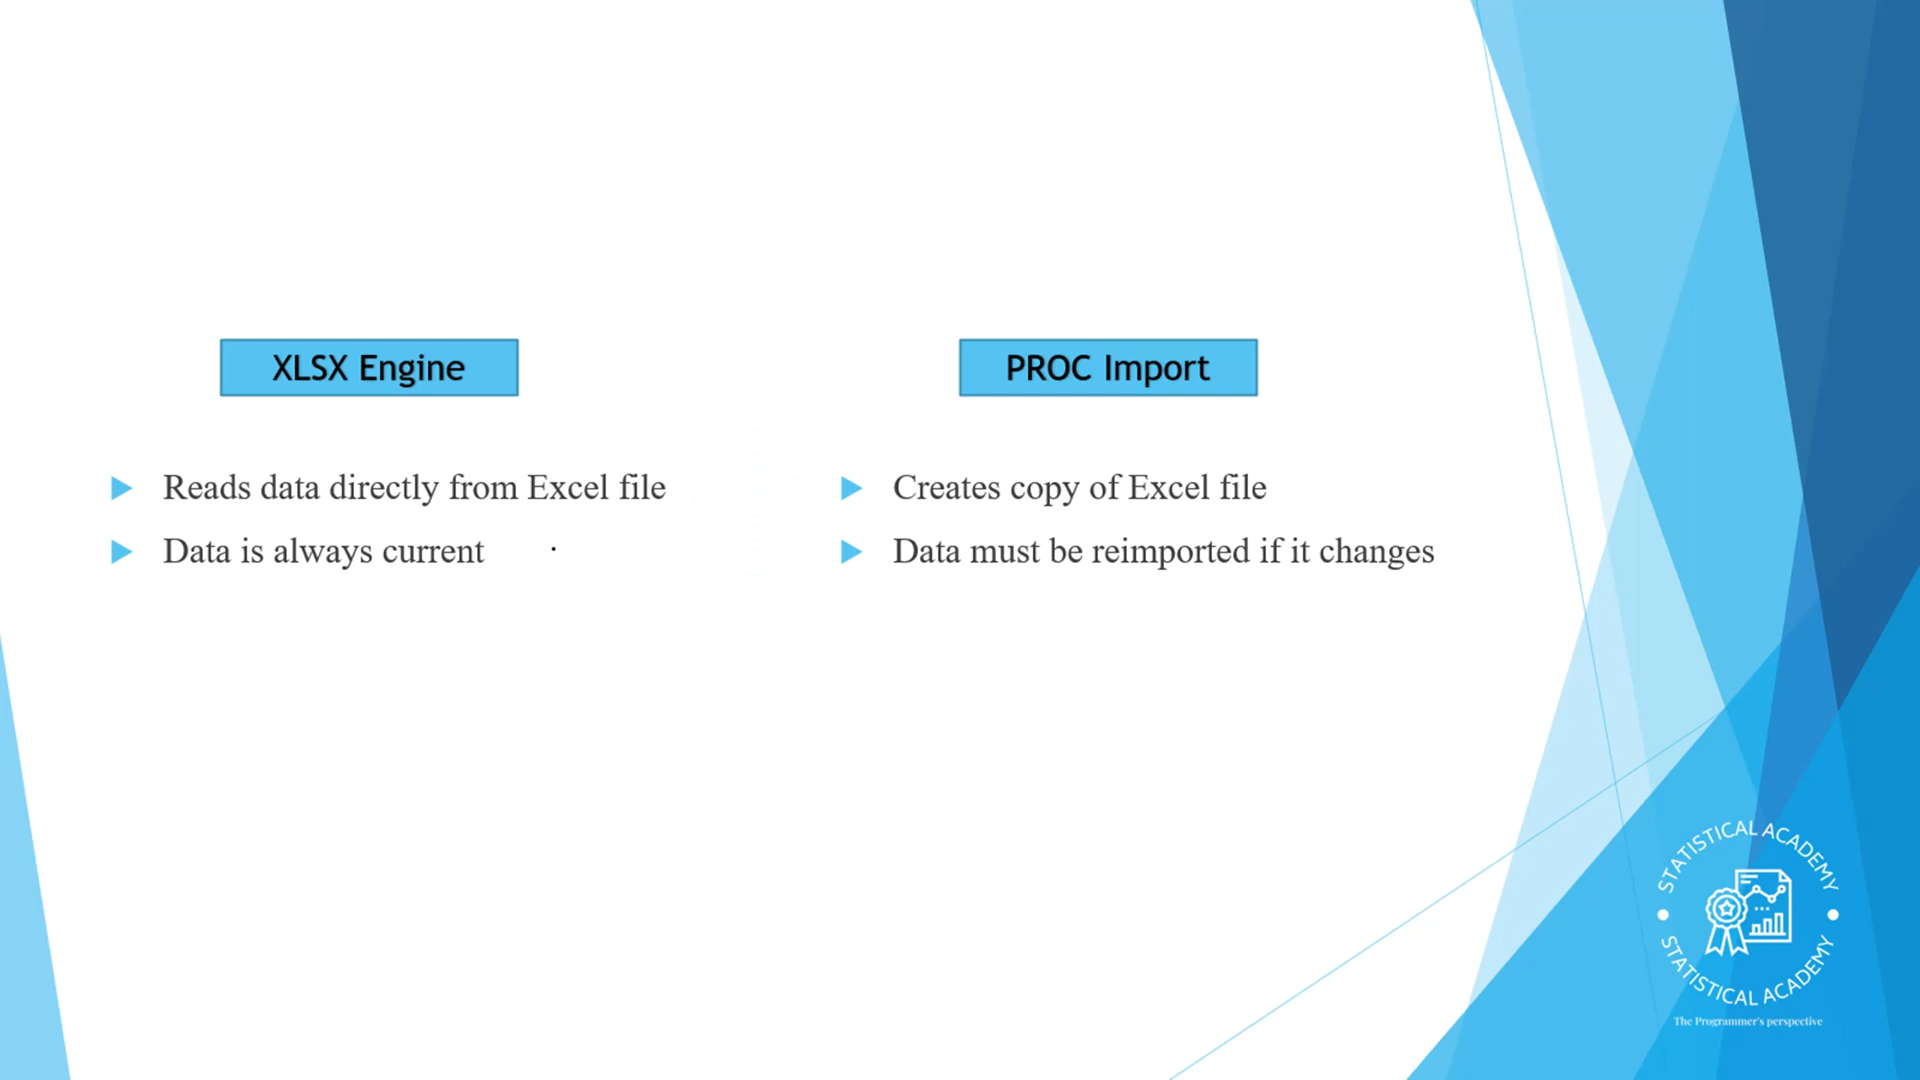 XLSX Engine
Reads data directly from Excel file
Data is always current
PROC Import
Creates copy of Excel file
Data must be reimported if it changes
STATISTICAL ACADEMY
STATISTICAL ACADEMY
The Programmer's perspective